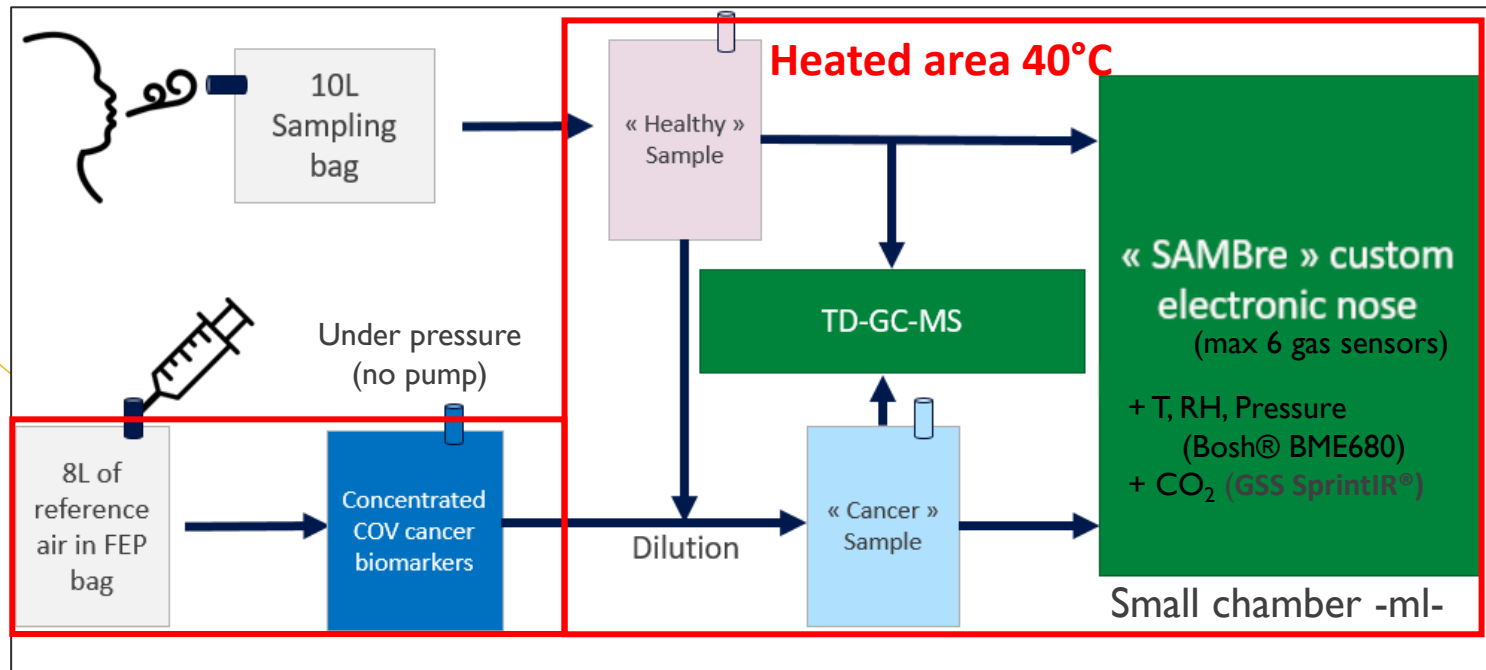 Heated area 40°C
10L
Sampling
bag
« Healthy »
Sample
« SAMBre » custom
electronic nose
(max 6 gas sensors)
+ T, RH, Pressure
(Bosh® BME680)
+ CO₂ (GSS SprintIR®)
TD-GC-MS
Under pressure
(no pump)
8L of
reference
air in FEP
bag
Concentrated
COV cancer
biomarkers
Dilution
« Cancer »
Sample
Small chamber -ml-